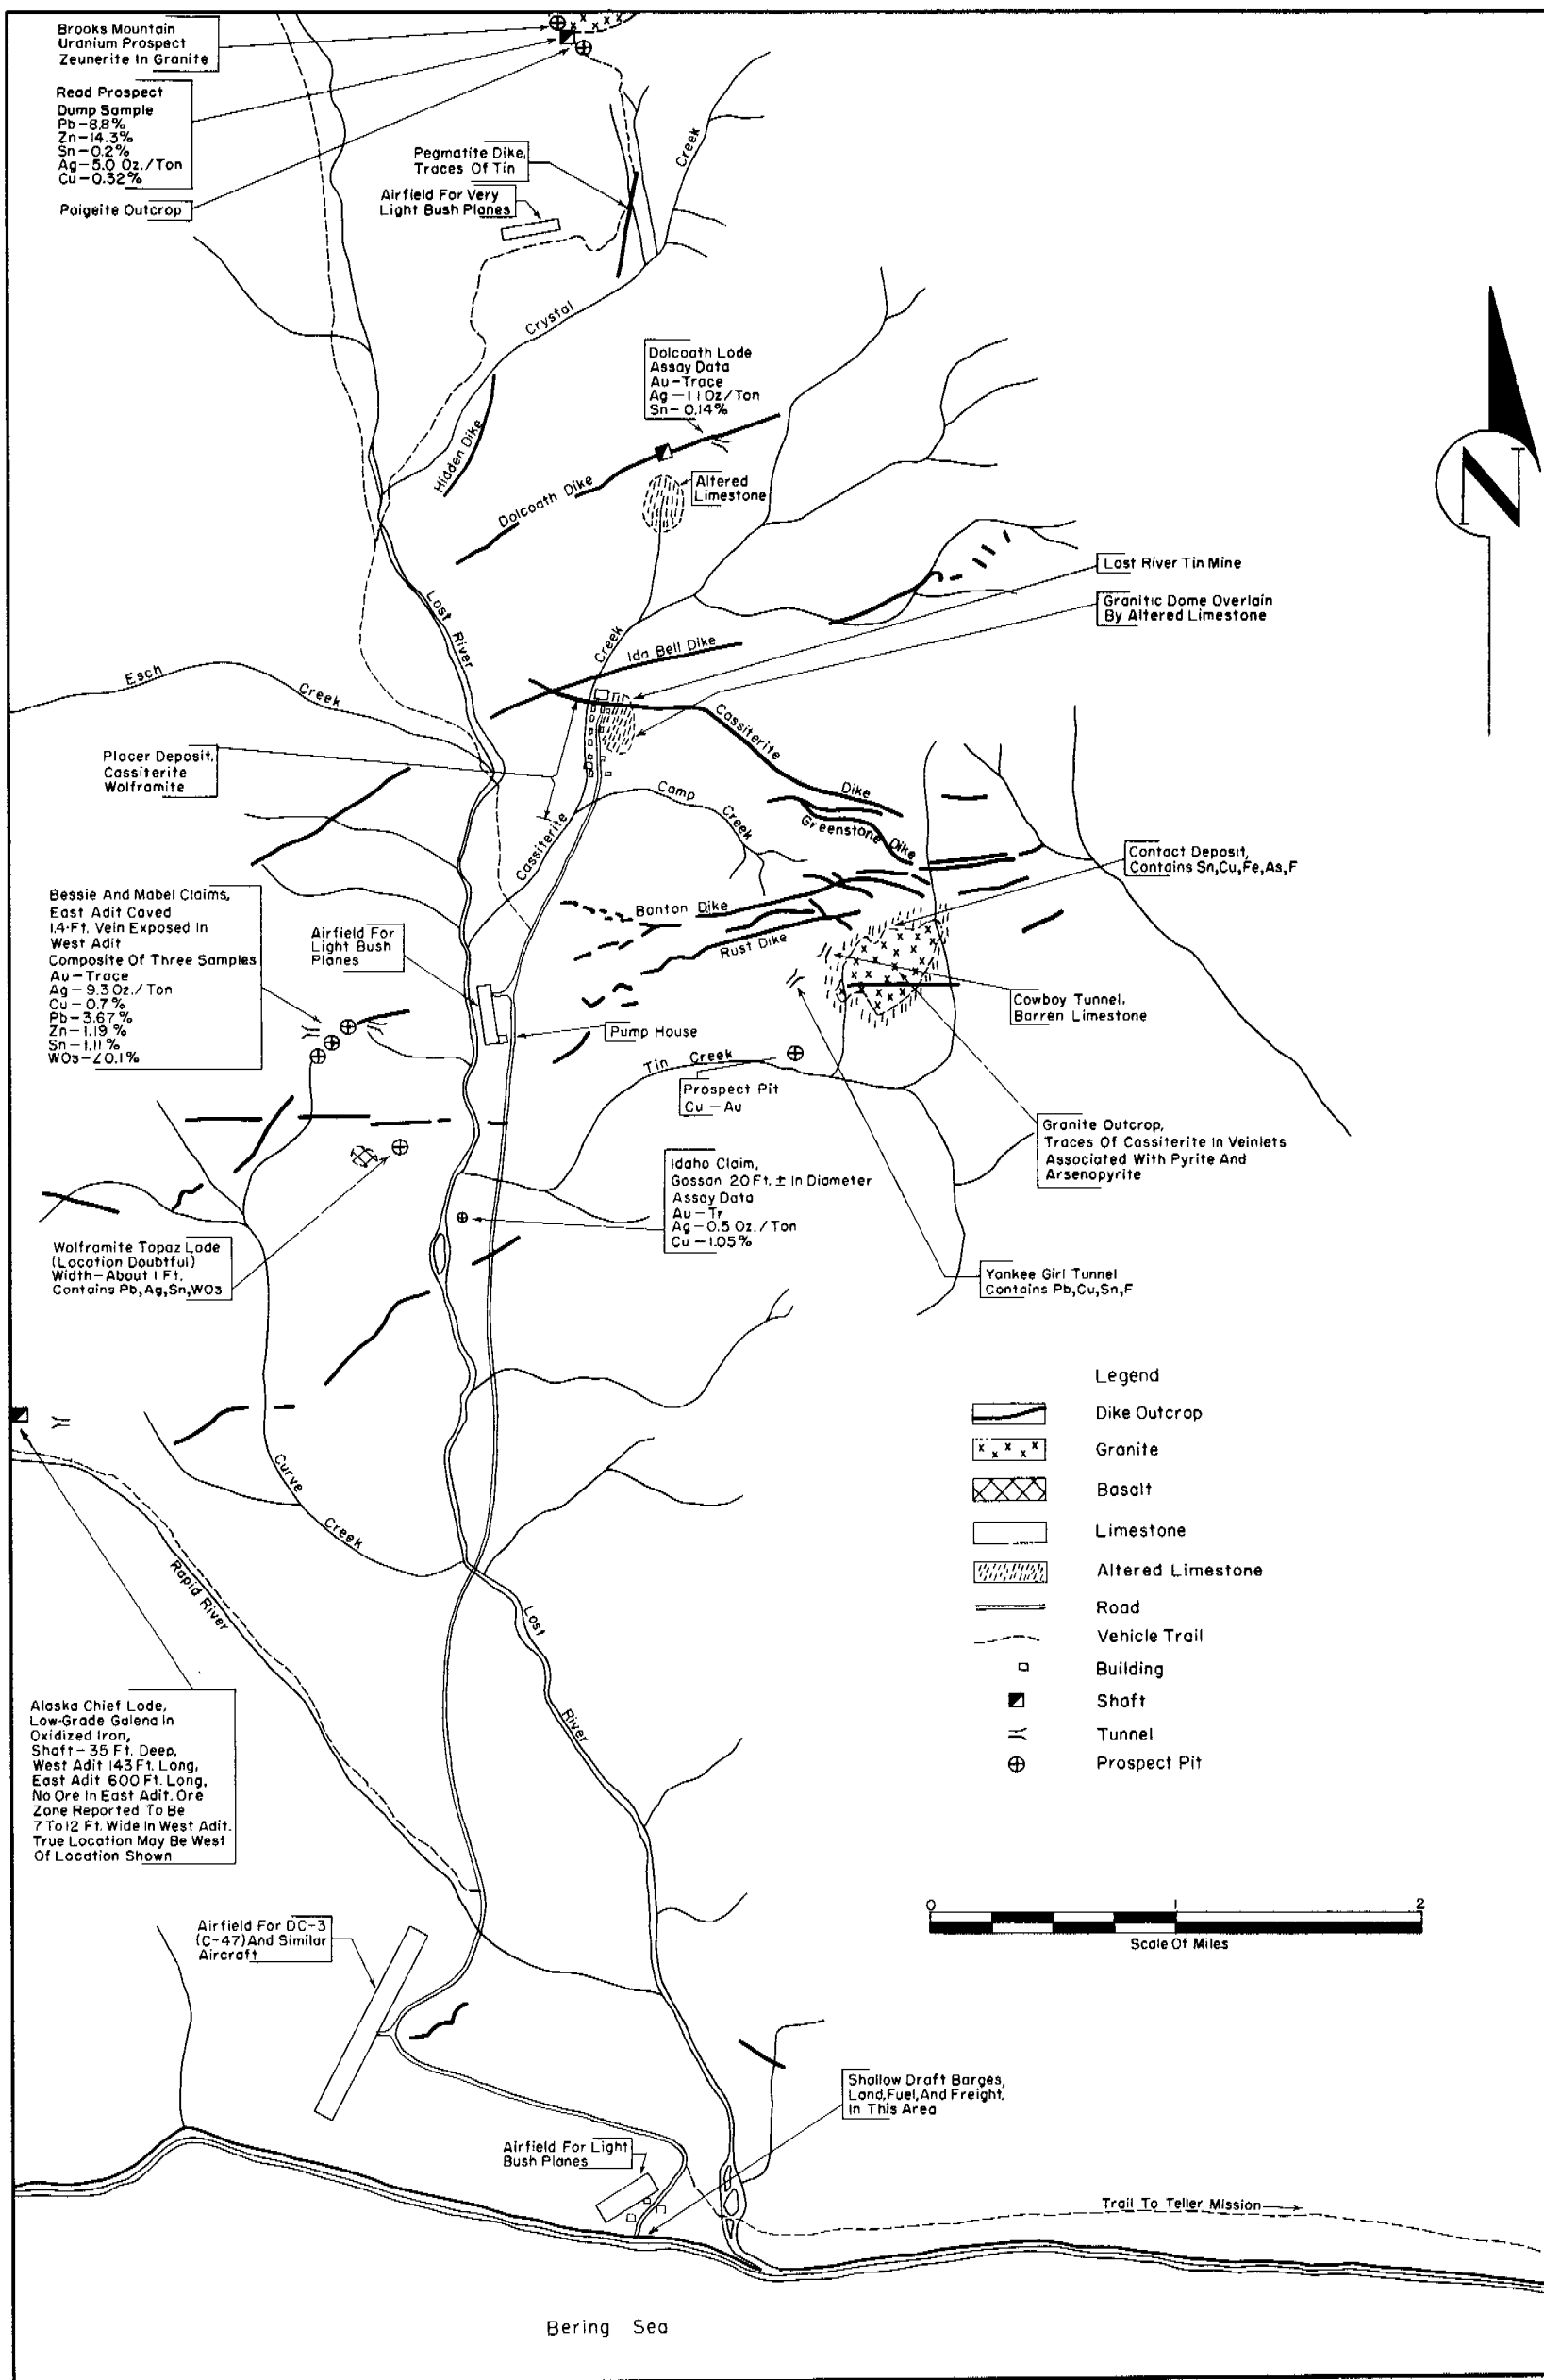 Brooks Mountain
Uranium Prospect
Zeunerite In Granite
Read Prospect
Dump Sample
Pb-8.8%
Zn-14.3%
Sn-0.2%
Ag-5.0 Oz./Ton
Cu-0.32%
Paigeite Outcrop
Pegmatite Dike,
Traces Of Tin
Airfield For Very
Light Bush Planes
Creek
Crystal
Hidden Dike
Dolcoath Lode
Assay Data
Au-Trace
Ag-1.1 Oz/Ton
Sn-0.14%
Dolcoath Dike
Altered
Limestone
N
Lost River Tin Mine
Granitic Dome Overlain
By Altered Limestone
Lost River
Creek
Ida Bell Dike
Esch
Creek
Cassiterite
Dike
Placer Deposit,
Cassiterite
Wolframite
Camp
Creek
Greenstone Dike
Cassiterite
Contact Deposit,
Contains Sn,Cu,Fe,As,F
Bessie And Mabel Claims,
East Adit Caved
1.4-Ft. Vein Exposed In
West Adit
Composite Of Three Samples
Au-Trace
Ag-9.3 Oz./Ton
Cu-0.7%
Pb-3.67%
Zn-1.19%
Sn-1.11%
WO3-∠0.1%
Airfield For
Light Bush
Planes
Banton Dike
Rust Dike
Cowboy Tunnel,
Barren Limestone
Pump House
Tin Creek
Prospect Pit
Cu-Au
Granite Outcrop,
Traces Of Cassiterite In Veinlets
Associated With Pyrite And
Arsenopyrite
Idaho Claim,
Gossan 20 Ft. ± In Diameter
Assay Data
Au-Tr
Ag-0.5 Oz./Ton
Cu-1.05%
Wolframite Topaz Lode
(Location Doubtful)
Width-About 1 Ft.
Contains Pb,Ag,Sn,WO3
Yankee Girl Tunnel
Contains Pb,Cu,Sn,F
Legend
Dike Outcrop
Granite
Basalt
Limestone
Altered Limestone
Road
Vehicle Trail
Building
Shaft
Tunnel
Prospect Pit
Curve
Creek
Rapid River
Lost
River
Alaska Chief Lode,
Low-Grade Galena In
Oxidized Iron,
Shaft-35 Ft. Deep,
West Adit 143 Ft. Long,
East Adit 600 Ft. Long,
No Ore In East Adit. Ore
Zone Reported To Be
7 To 12 Ft. Wide In West Adit.
True Location May Be West
Of Location Shown
0 1 2
Scale Of Miles
Airfield For DC-3
(C-47) And Similar
Aircraft
Shallow Draft Barges,
Land, Fuel, And Freight,
In This Area
Airfield For Light
Bush Planes
Trail To Teller Mission
Bering Sea